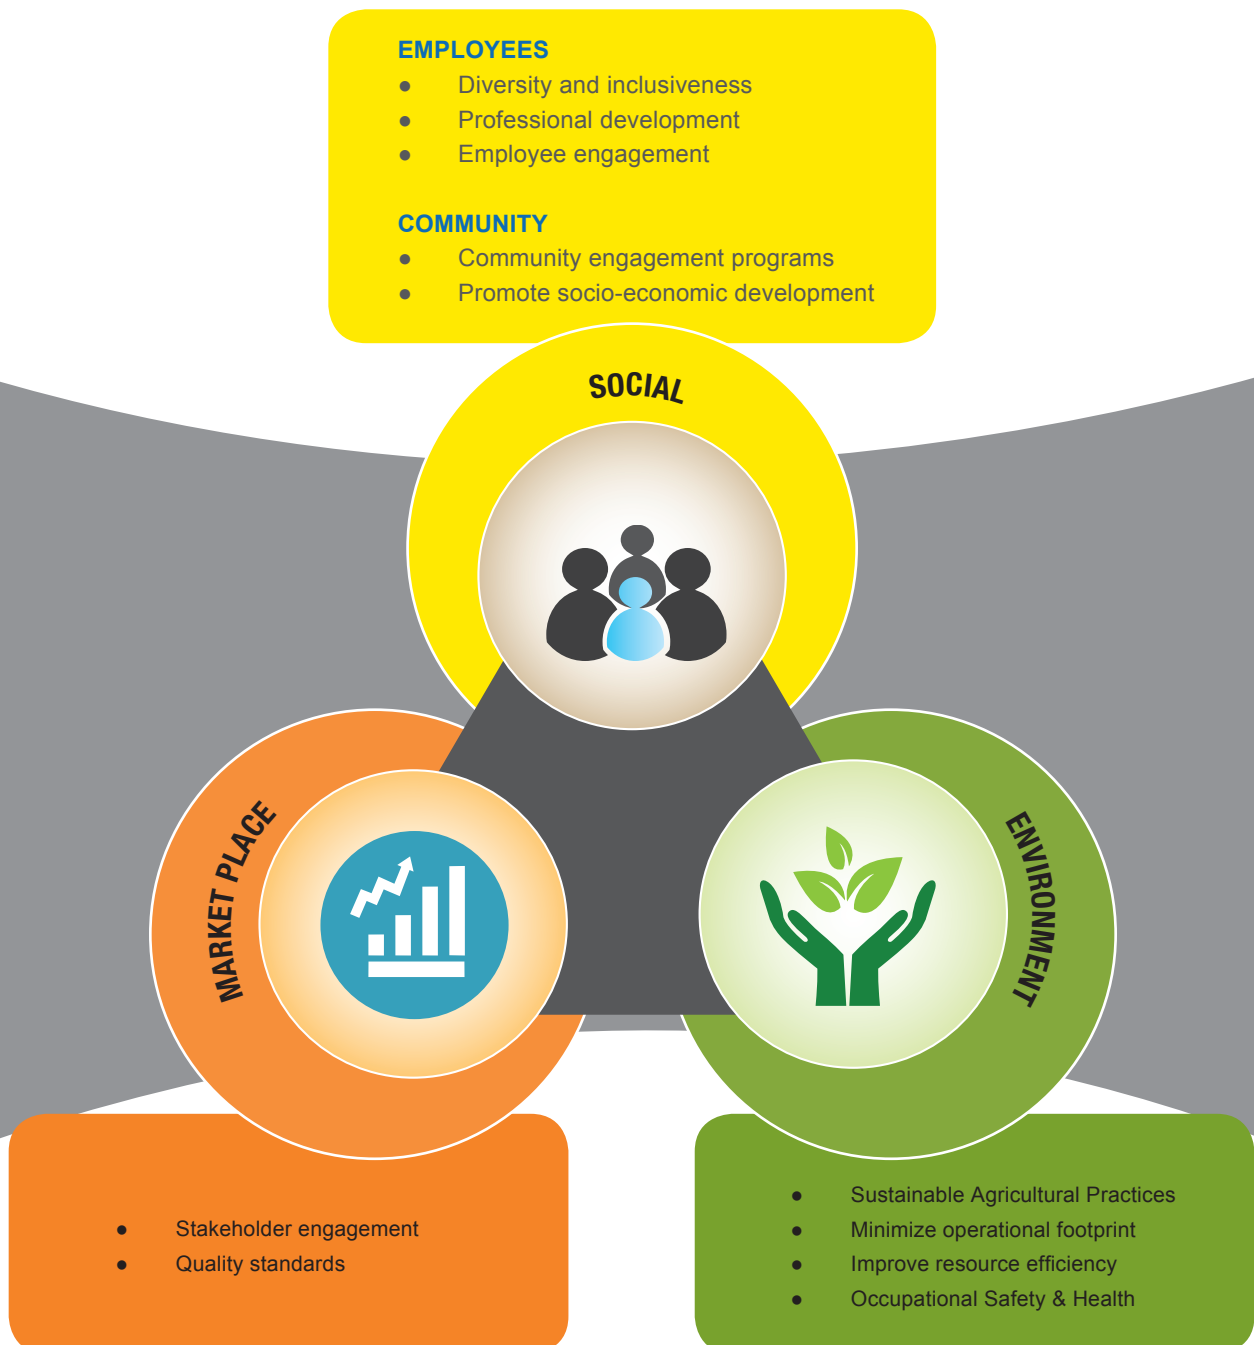 EMPLOYEES
● Diversity and inclusiveness
● Professional development
● Employee engagement
COMMUNITY
● Community engagement programs
● Promote socio-economic development
SOCIAL
MARKET PLACE
ENVIRONMENT
● Stakeholder engagement
● Quality standards
● Sustainable Agricultural Practices
● Minimize operational footprint
● Improve resource efficiency
● Occupational Safety & Health